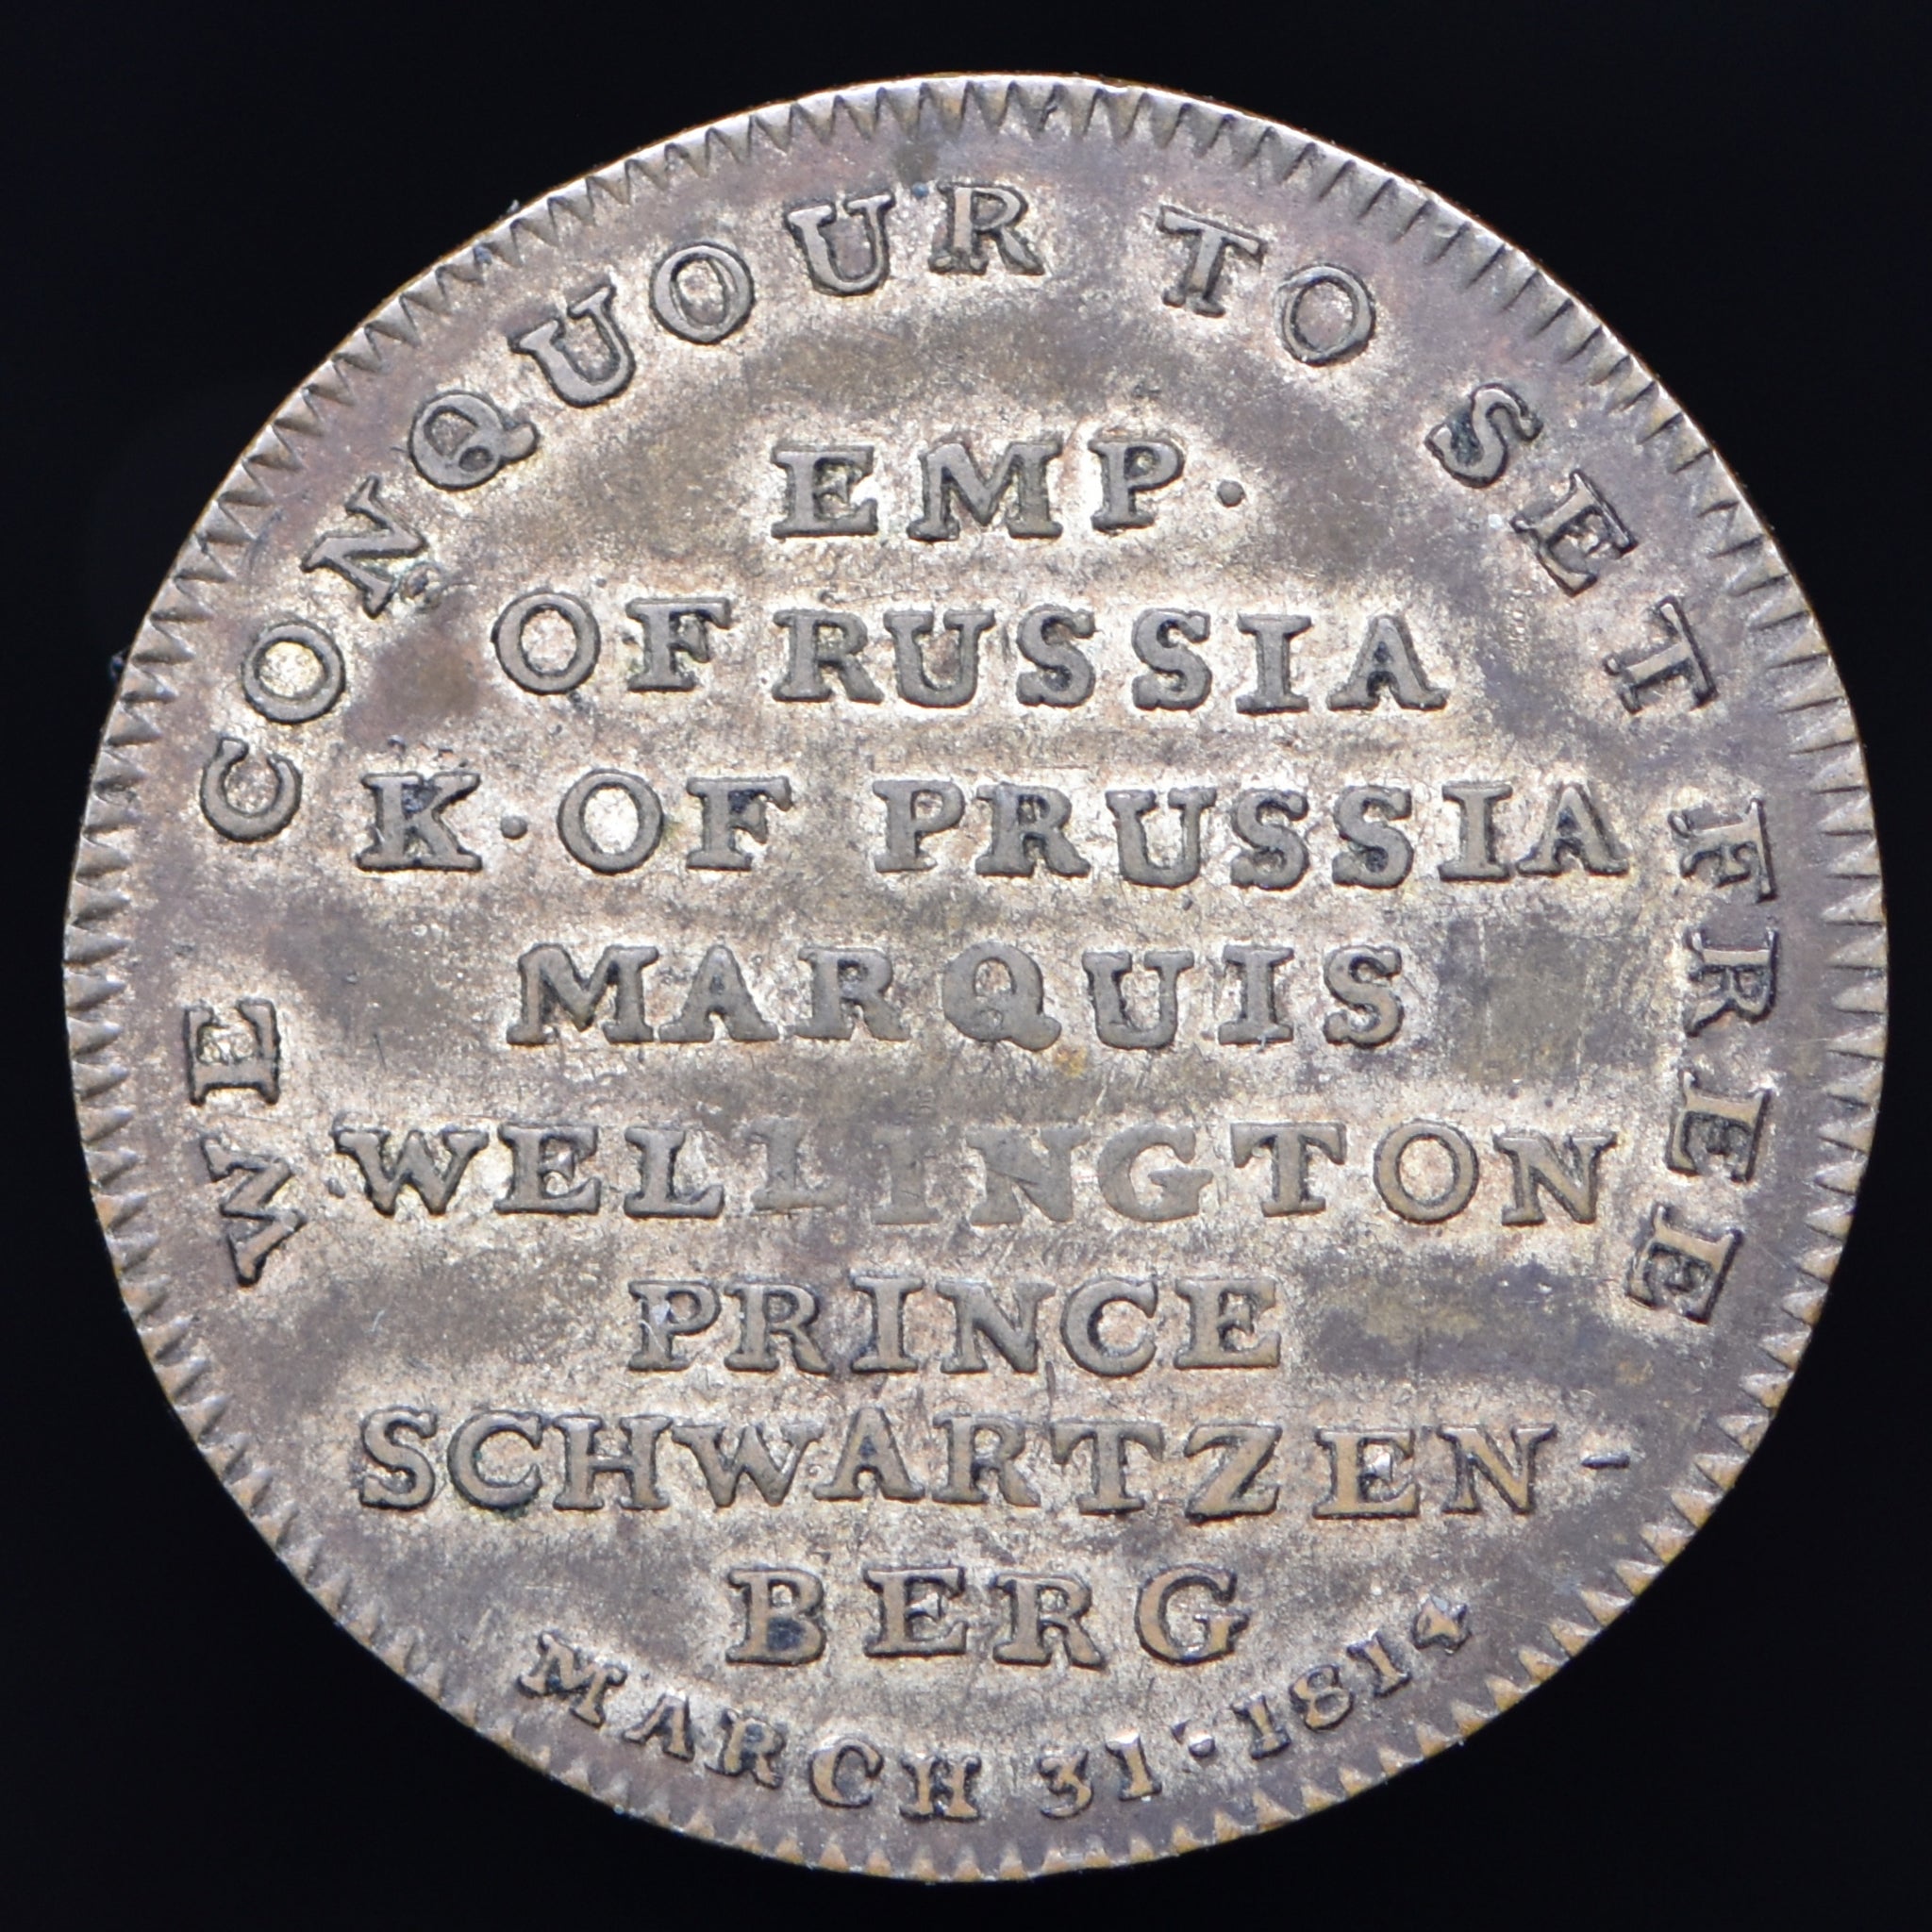 WE CONQUOUR TO SET FREE
EMP.
OF RUSSIA
K. OF PRUSSIA
MARQUIS
WELLINGTON
PRINCE
SCHWARTZEN-
BERG
MARCH 31. 1814